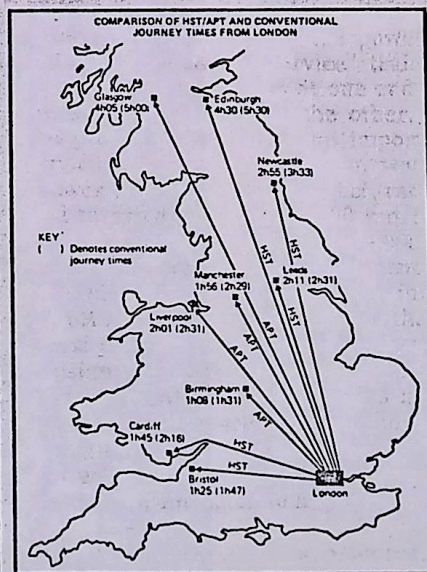 COMPARISON OF HST/APT AND CONVENTIONAL
JOURNEY TIMES FROM LONDON
Glasgow
4h05 (5h00)
Edinburgh
4h30 (5h30)
Newcastle
2h55 (3h33)
KEY
( ) Denotes conventional
journey times
HST
HST
Leeds
2h11 (2h31)
Manchester
1h56 (2h29)
HST
APT
Liverpool
2h01 (2h31)
APT
APT
Birmingham
1h08 (1h31)
APT
Cardiff
1h45 (2h16)
HST
HST
Bristol
1h25 (1h47)
London